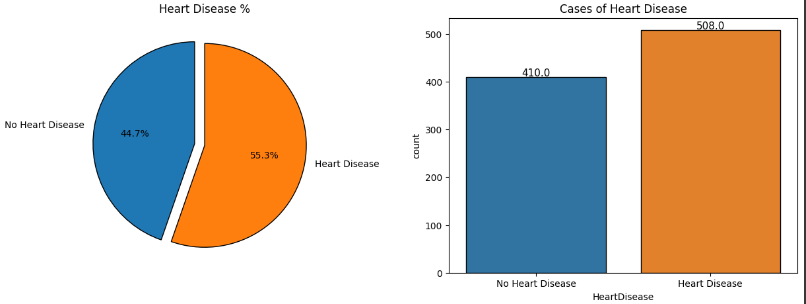 Heart Disease %
No Heart Disease
44.7%
55.3%
Heart Disease
Cases of Heart Disease
count
500
400
300
200
100
0
410.0
508.0
No Heart Disease
Heart Disease
HeartDisease